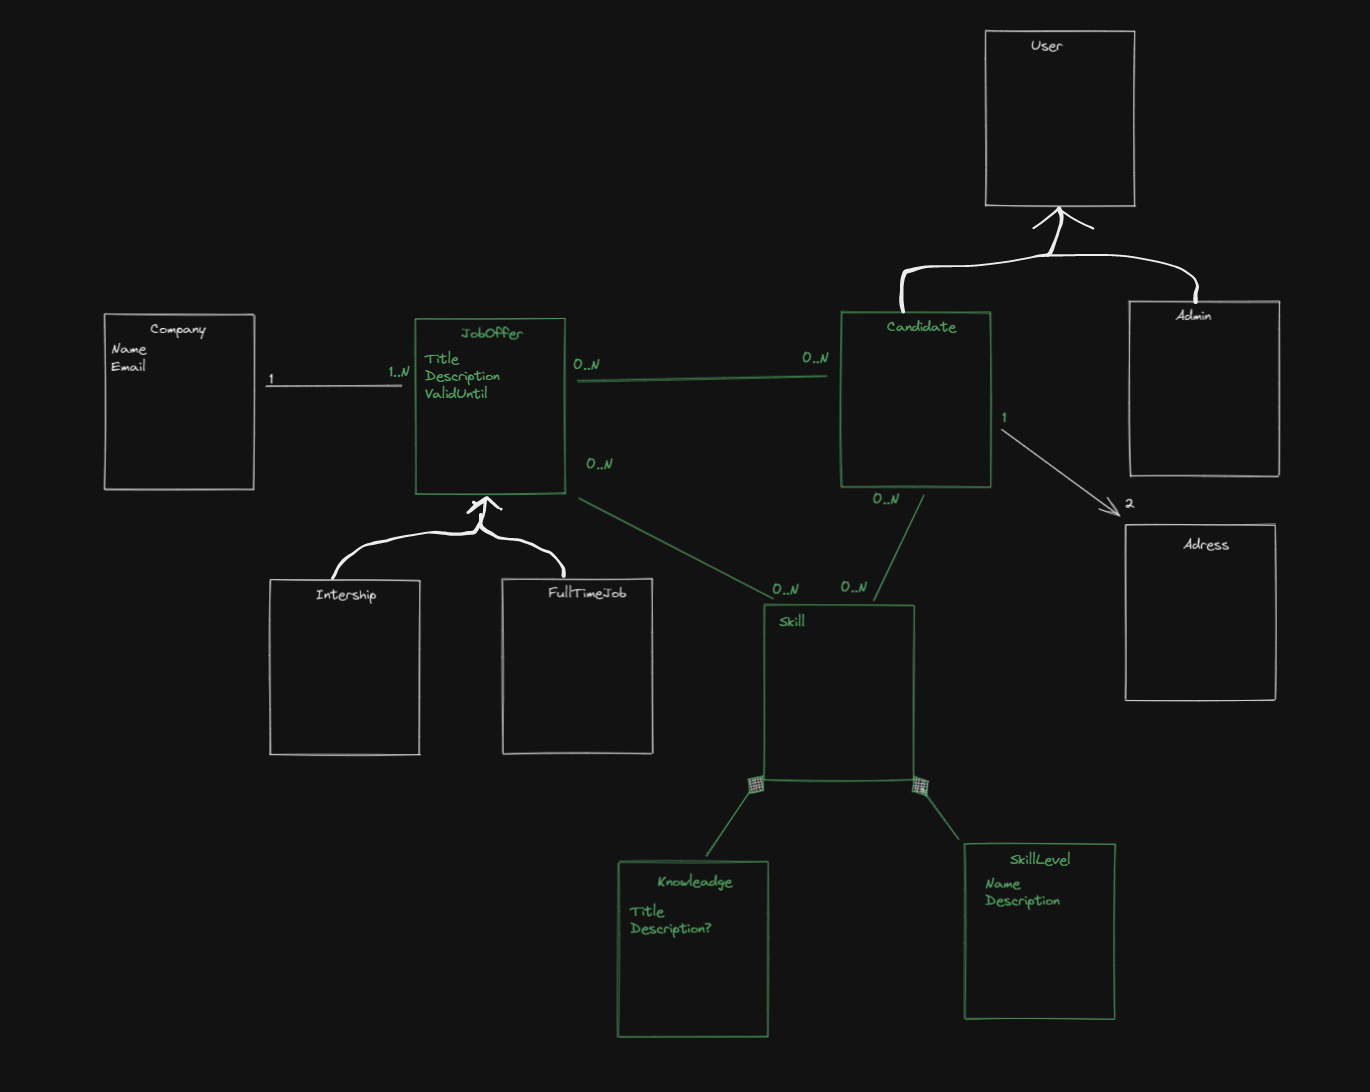 User
Company
Name
Email
1
1..N
JobOffer
Title
Description
ValidUntil
0..N
0..N
0..N
Candidate
Admin
1
2
Adress
0..N
0..N
0..N
Intership
FullTimeJob
Skill
Knowleadge
Title
Description?
SkillLevel
Name
Description